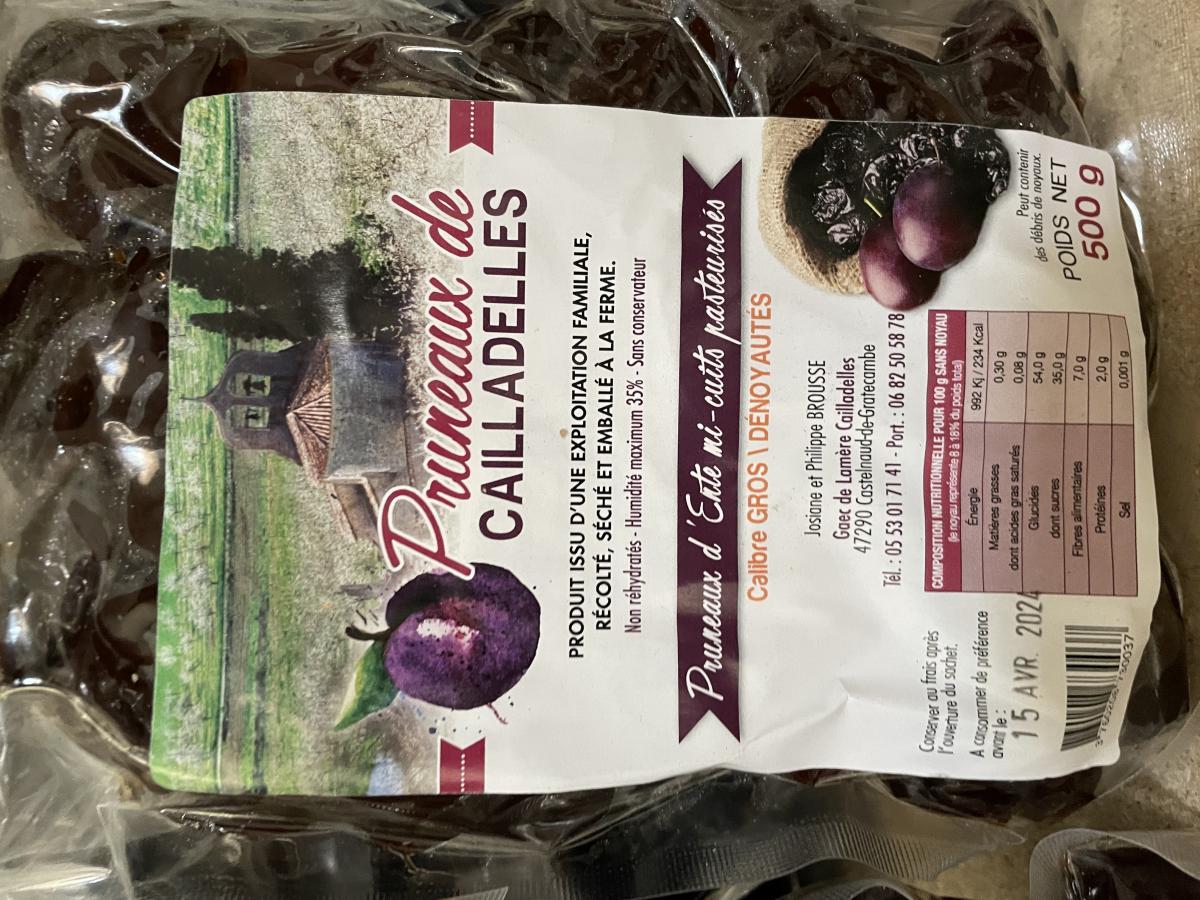 Pruneaux de
CAILLADELLES
PRODUIT ISSU D'UNE EXPLOITATION FAMILIALE,
RÉCOLTÉ, SÉCHÉ ET EMBALLÉ À LA FERME.
Non réhydratés - Humidité maximum 35% - Sans conservateur
Pruneaux d'Ente mi-cuits pasteurisés
Calibre GROS \ DÉNOYAUTÉS
Josiane et Philippe BROUSSE
Gaec de Lamère Cailladelles
47290 Castelnaud-de-Gratecambe
Tél. : 05 53 01 71 41 - Port. : 06 82 50 58 78
Conserver au frais après
l'ouverture du sachet.
A consommer de préférence
avant le :
15 AVR. 2024
COMPOSITION NUTRITIONNELLE POUR 100 g SANS NOYAU
(le noyau représente 8 à 18% du poids total)
Énergie 992 Kj / 234 Kcal
Matières grasses 0,30 g
dont acides gras saturés 0,08 g
Glucides 54,0 g
dont sucres 35,0 g
Fibres alimentaires 7,0 g
Protéines 2,0 g
Sel 0,001 g
Peut contenir
des débris de noyaux.
POIDS NET
500 g